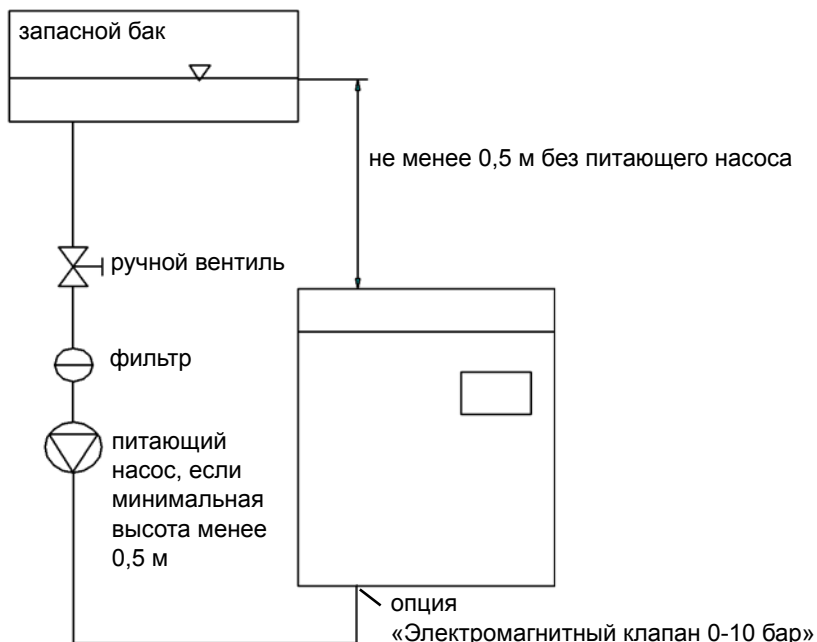 запасной бак
не менее 0,5 м без питающего насоса
ручной вентиль
фильтр
питающий
насос, если
минимальная
высота менее
0,5 м
опция
«Электромагнитный клапан 0-10 бар»